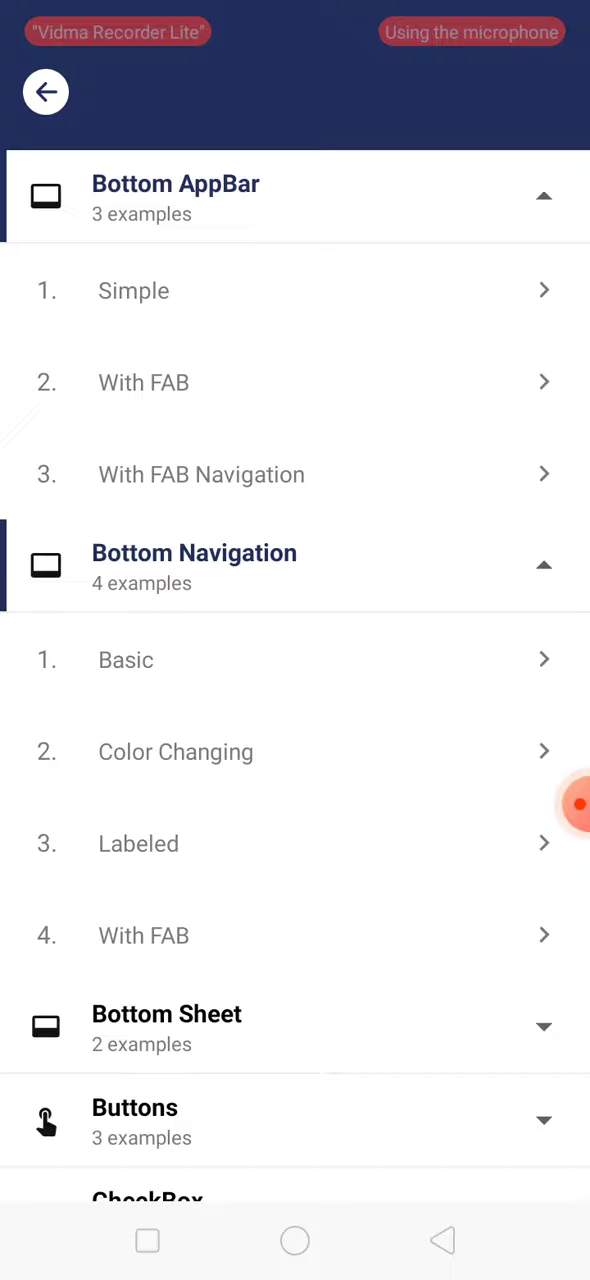 "Vidma Recorder Lite" Using the microphone
Bottom AppBar
3 examples
1. Simple
2. With FAB
3. With FAB Navigation
Bottom Navigation
4 examples
1. Basic
2. Color Changing
3. Labeled
4. With FAB
Bottom Sheet
2 examples
Buttons
3 examples
CheckBox